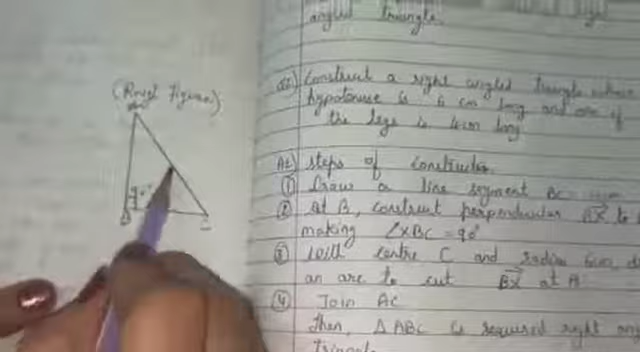 angled triangle.
(Rough figure)
A
90°
B
C
Q2) Construct a right angled triangle whose
hypotenuse is 6 cm long and one of
the legs is 4cm long
A2) Steps of construction
① Draw a line segment BC
② At B, construct perpendicular BX to
making ∠XBC = 90°
③ With centre C and radius 6cm
an arc to cut BX at A
④ Join AC
Then, △ABC is required right
triangle